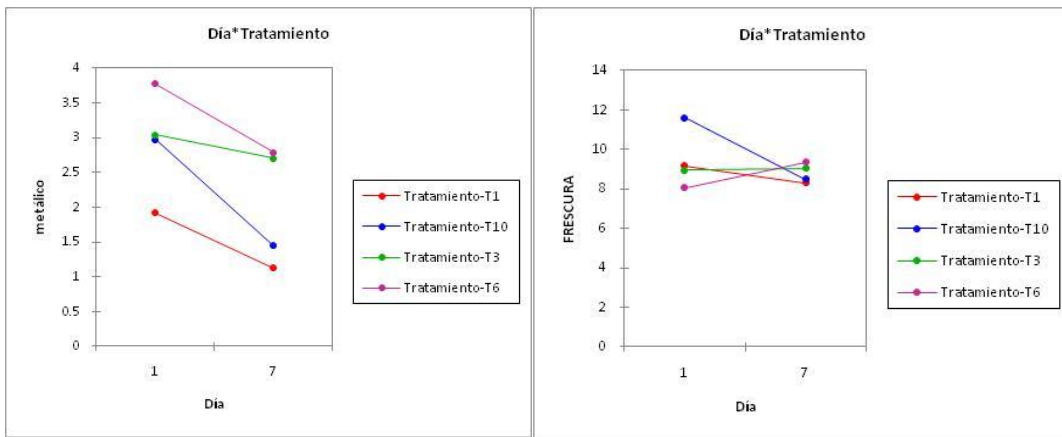 Día*Tratamiento
4
3.5
3
2.5
2
1.5
1
0.5
0
metálico
1 7
Día
Tratamiento-T1
Tratamiento-T10
Tratamiento-T3
Tratamiento-T6
Día*Tratamiento
14
12
10
8
6
4
2
0
FRESCURA
1 7
Día
Tratamiento-T1
Tratamiento-T10
Tratamiento-T3
Tratamiento-T6